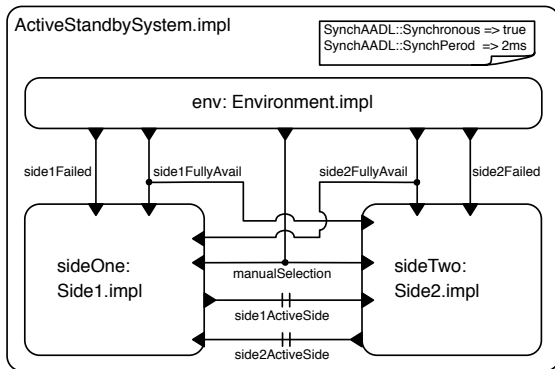 ActiveStandbySystem.impl
SynchAADL::Synchronous => true
SynchAADL::SynchPerod => 2ms
env: Environment.impl
side1Failed
side1FullyAvail
side2FullyAvail
side2Failed
sideOne:
Side1.impl
manualSelection
sideTwo:
Side2.impl
side1ActiveSide
side2ActiveSide